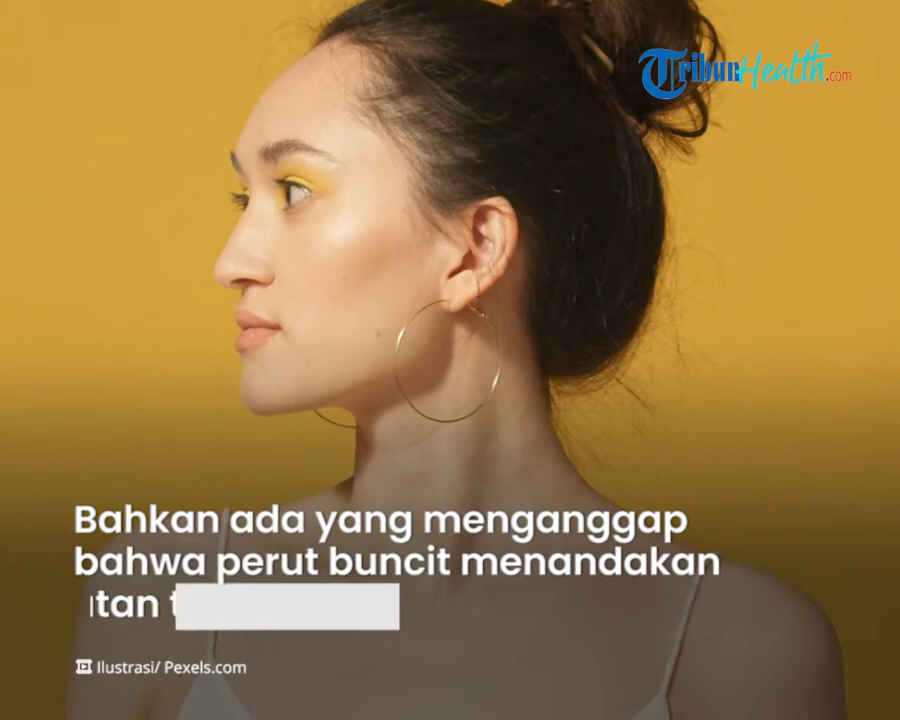 TribunHealth.com
Bahkan ada yang menganggap
bahwa perut buncit menandakan
Ilustrasi/ Pexels.com